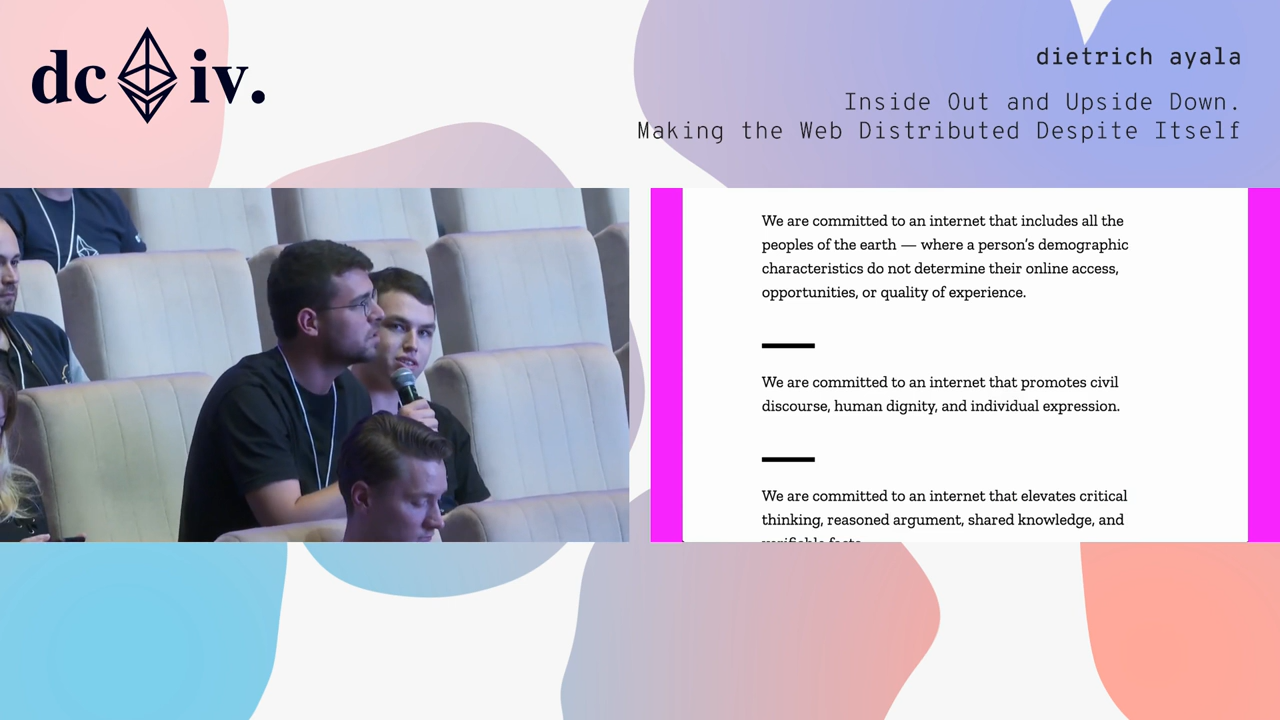 dc iv.
dietrich ayala
Inside Out and Upside Down.
Making the Web Distributed Despite Itself
We are committed to an internet that includes all the
peoples of the earth — where a person’s demographic
characteristics do not determine their online access,
opportunities, or quality of experience.
We are committed to an internet that promotes civil
discourse, human dignity, and individual expression.
We are committed to an internet that elevates critical
thinking, reasoned argument, shared knowledge, and
verifiable facts.